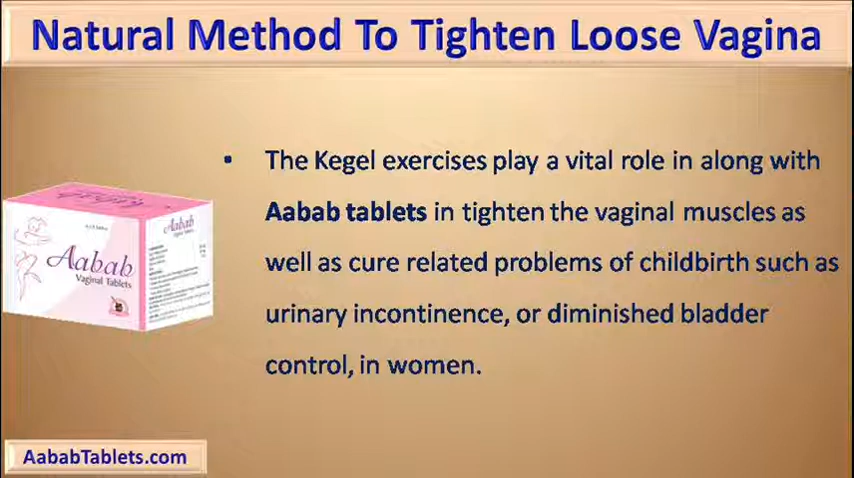 Natural Method To Tighten Loose Vagina
• The Kegel exercises play a vital role in along with
Aabab tablets in tighten the vaginal muscles as
well as cure related problems of childbirth such as
urinary incontinence, or diminished bladder
control, in women.
Aabab
Vaginal Tablets
Aabab
AababTablets.com